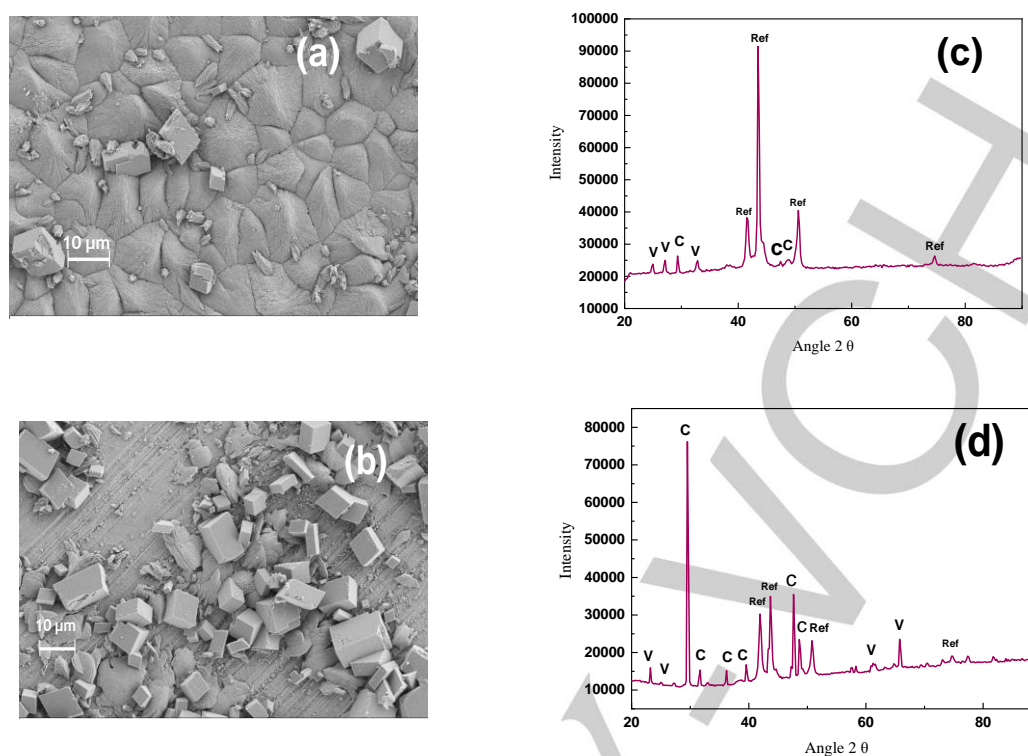 (a)
10 µm
(c)
100000
90000
80000
70000
60000
50000
40000
30000
20000
10000
Intensity
Ref
Ref
Ref
V
V
C
V
C
C
Ref
20
40
60
80
Angle 2 θ
(b)
10 µm
(d)
80000
70000
60000
50000
40000
30000
20000
10000
Intensity
C
C
Ref
Ref
C
Ref
V
V
C
C
C
V
V
Ref
20
40
60
80
Angle 2 θ
VCH